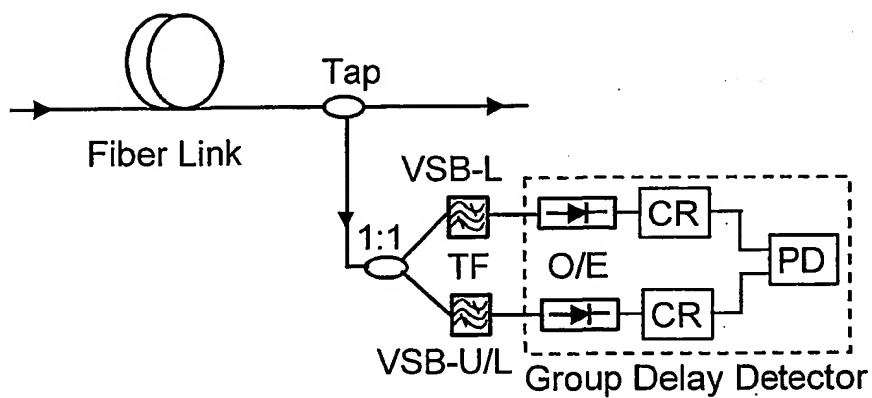 Tap
Fiber Link
VSB-L
1:1
CR
TF
O/E
PD
CR
VSB-U/L
Group Delay Detector